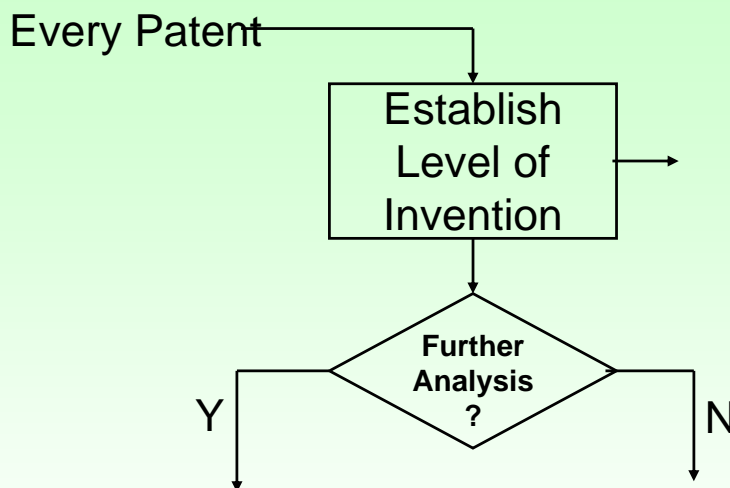 Every Patent
Establish
Level of
Invention
Further
Analysis
?
Y
N